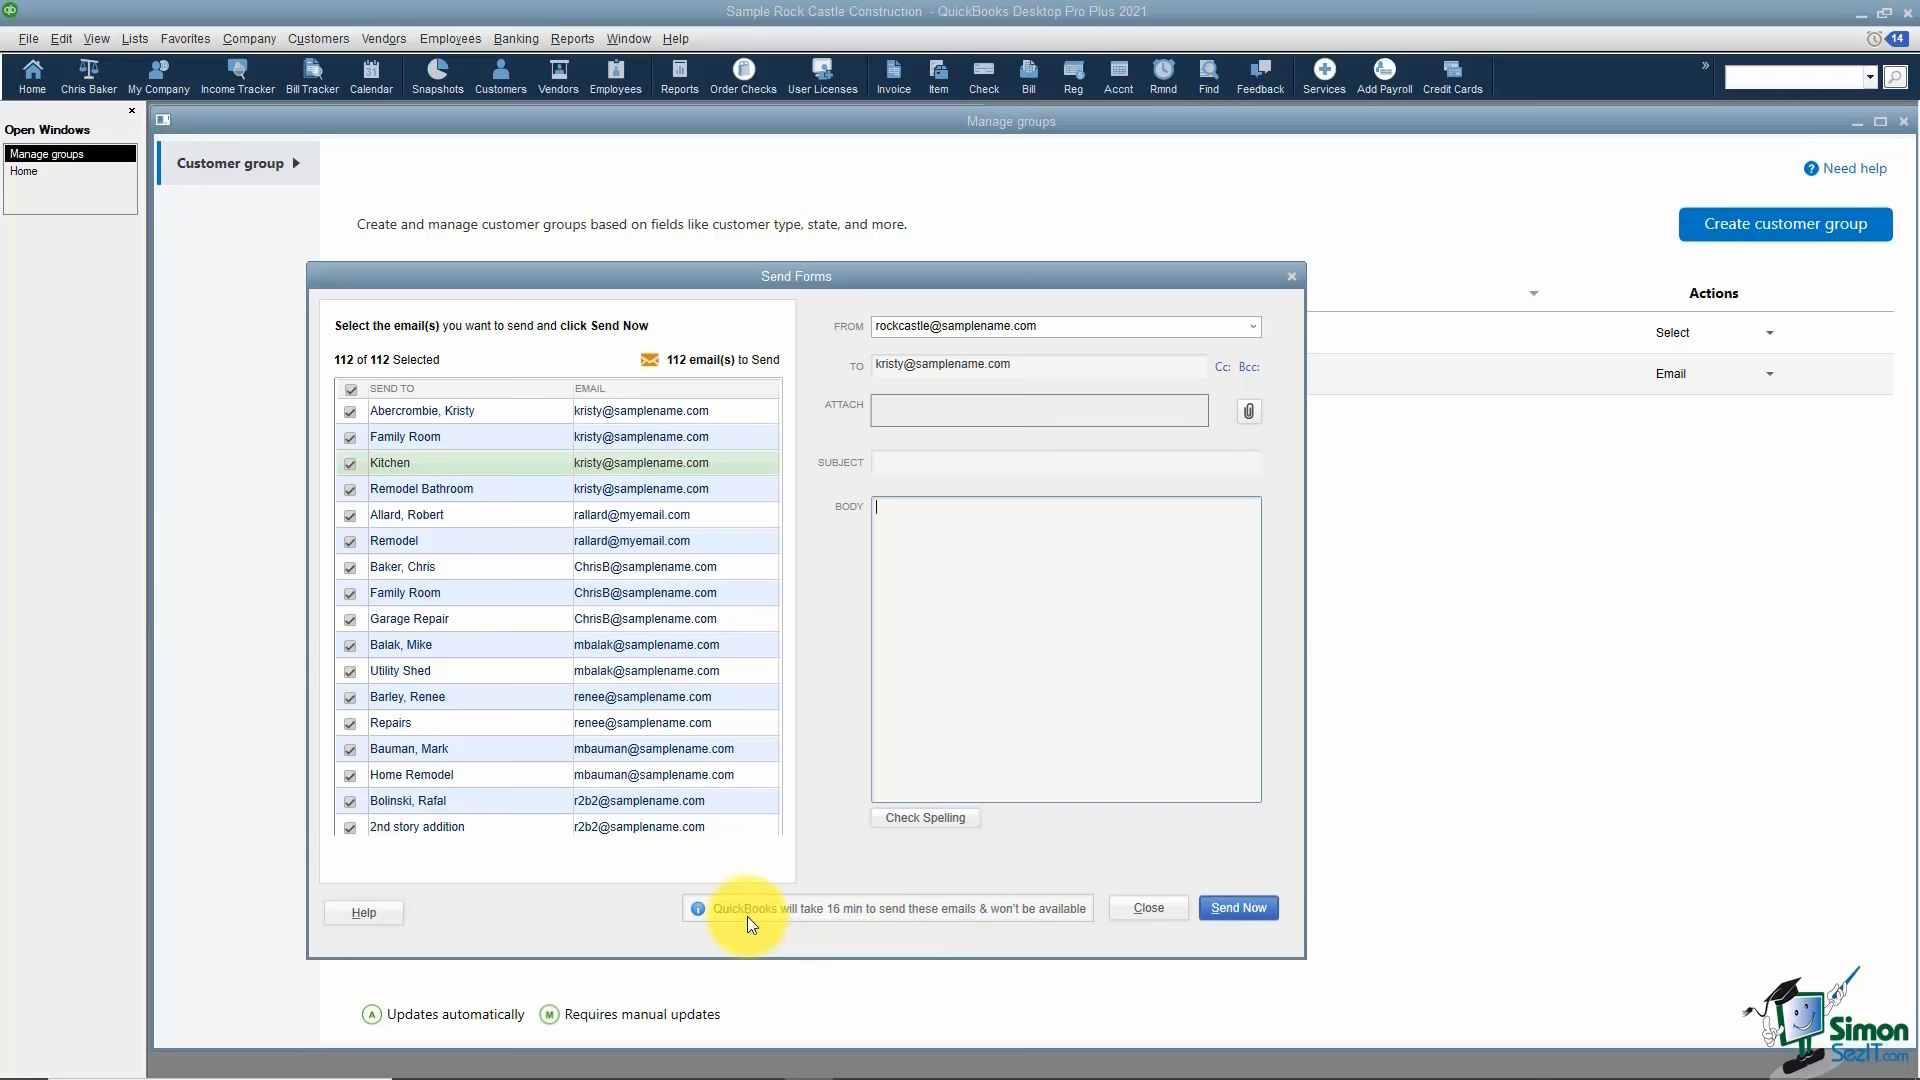 qb
Sample Rock Castle Construction - QuickBooks Desktop Pro Plus 2021
File Edit View Lists Favorites Company Customers Vendors Employees Banking Reports Window Help
14
31
Home Chris Baker My Company Income Tracker Bill Tracker Calendar Snapshots Customers Vendors Employees Reports Order Checks User Licenses Invoice Item Check Bill Reg Accnt Rmnd Find Feedback Services Add Payroll Credit Cards
Open Windows
Manage groups
Home
Manage groups
Customer group
Need help
Create and manage customer groups based on fields like customer type, state, and more.
Create customer group
Actions
Select
Email
Send Forms
Select the email(s) you want to send and click Send Now
112 of 112 Selected
112 email(s) to Send
SEND TO EMAIL
Abercrombie, Kristy kristy@samplename.com
Family Room kristy@samplename.com
Kitchen kristy@samplename.com
Remodel Bathroom kristy@samplename.com
Allard, Robert rallard@myemail.com
Remodel rallard@myemail.com
Baker, Chris ChrisB@samplename.com
Family Room ChrisB@samplename.com
Garage Repair ChrisB@samplename.com
Balak, Mike mbalak@samplename.com
Utility Shed mbalak@samplename.com
Barley, Renee renee@samplename.com
Repairs renee@samplename.com
Bauman, Mark mbauman@samplename.com
Home Remodel mbauman@samplename.com
Bolinski, Rafal r2b2@samplename.com
2nd story addition r2b2@samplename.com
FROM rockcastle@samplename.com
TO kristy@samplename.com Cc: Bcc:
ATTACH
SUBJECT
BODY
Check Spelling
Help
QuickBooks will take 16 min to send these emails & won't be available
Close
Send Now
A Updates automatically
M Requires manual updates
Simon
SezIT.com